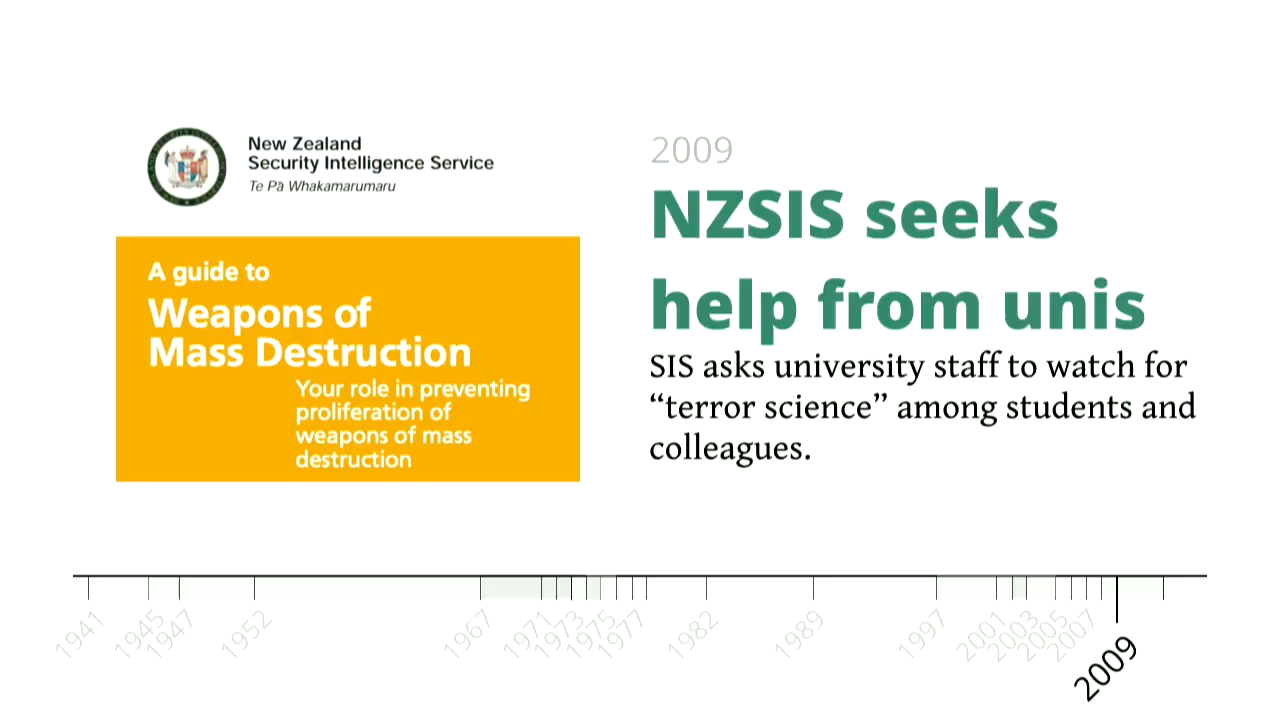 New Zealand
Security Intelligence Service
Te Pā Whakamarumaru
A guide to
Weapons of
Mass Destruction
Your role in preventing
proliferation of
weapons of mass
destruction
2009
NZSIS seeks
help from unis
SIS asks university staff to watch for
“terror science” among students and
colleagues.
1941
1945
1947
1952
1967
1971
1973
1975
1977
1982
1989
1997
2001
2003
2005
2007
2009